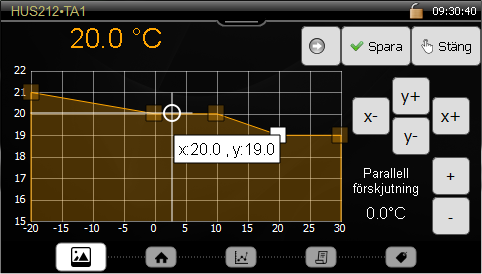 HUS212•TA1 09:30:40
20.0 °C
Spara Stäng
22
21
20
19
18
17
16
15
-20 -15 -10 -5 0 5 10 15 20 25 30
x:20.0 , y:19.0
x- y+ x+
y-
Parallell
förskjutning
0.0°C
+
-